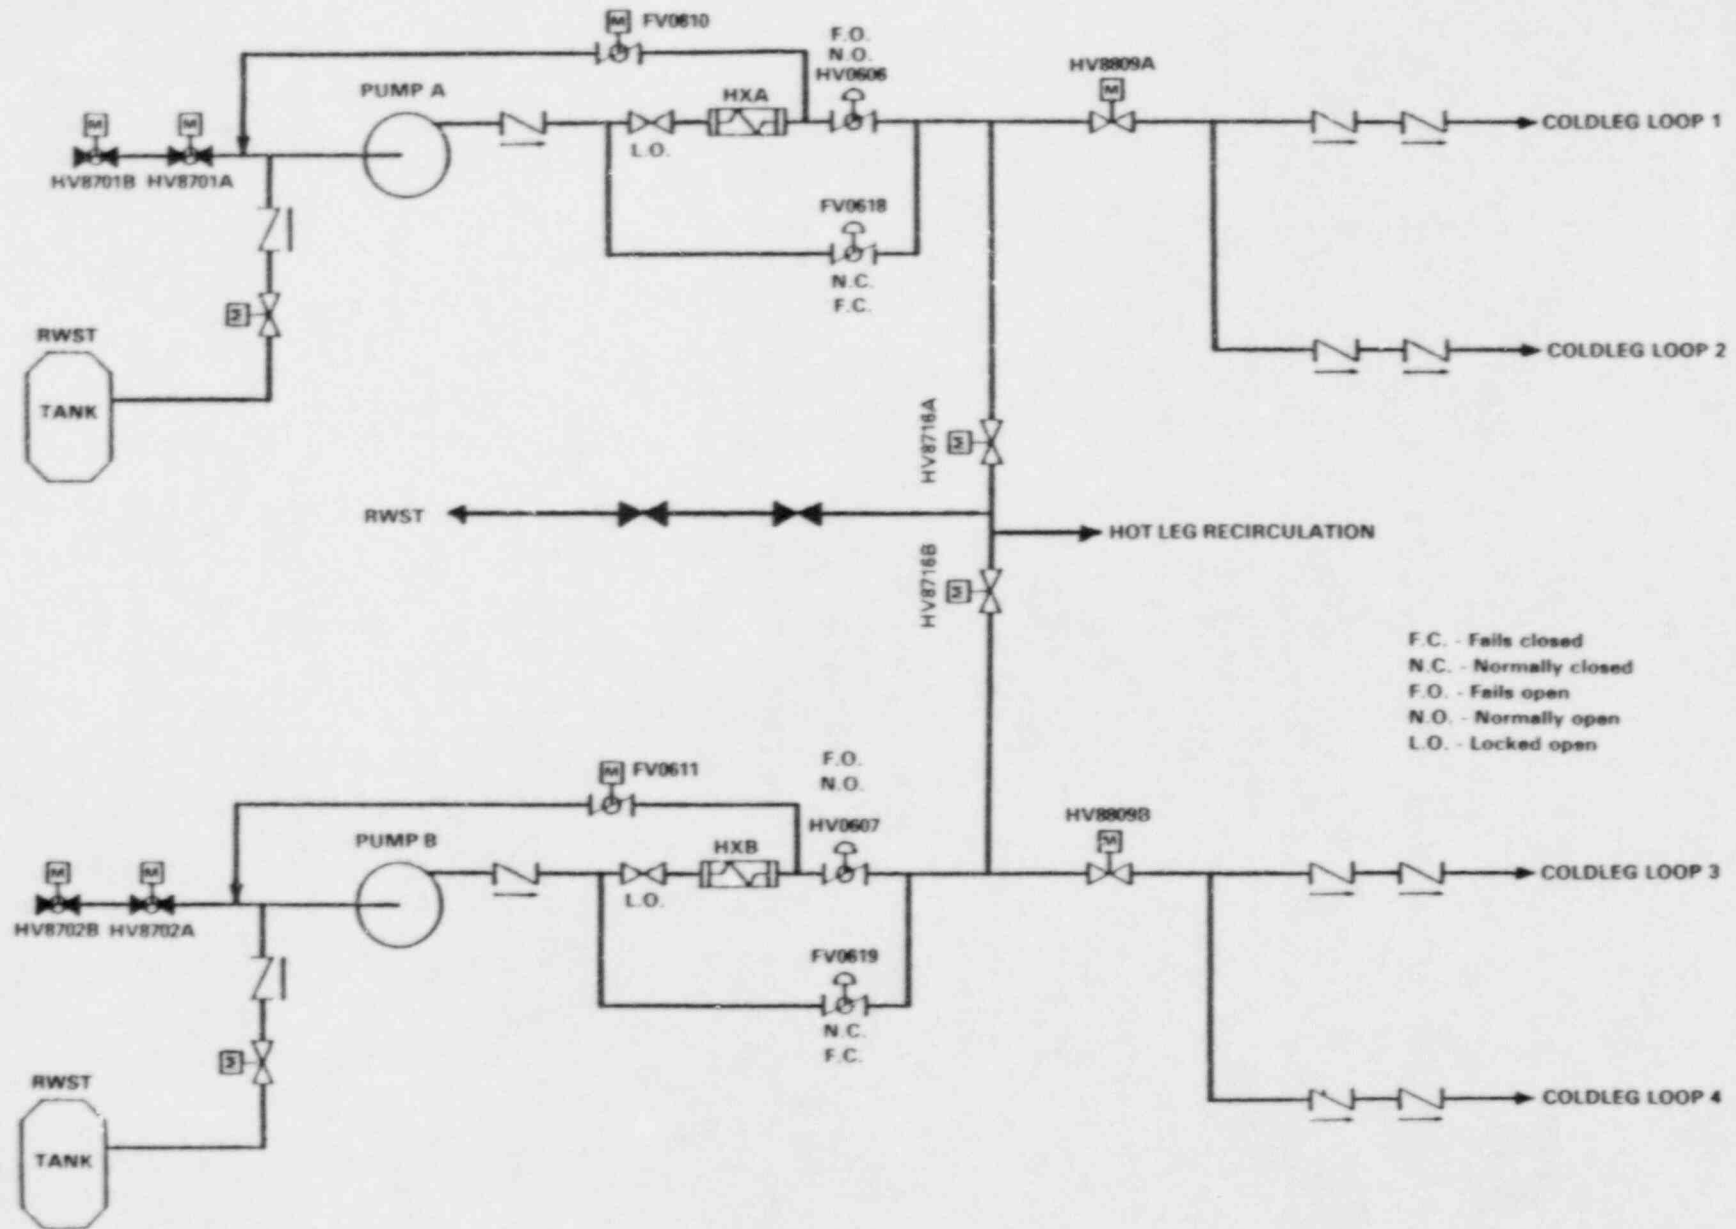 M FV0610
F.O.
N.O.
HV0606
HV8809A
M
PUMP A
HXA
M
M
COLDLEG LOOP 1
L.O.
HV8701B HV8701A
FV0618
N.C.
F.C.
M
RWST
TANK
COLDLEG LOOP 2
HV8716A
M
RWST
HOT LEG RECIRCULATION
HV8716B
M
F.C. - Fails closed
N.C. - Normally closed
F.O. - Fails open
N.O. - Normally open
L.O. - Locked open
M FV0611
F.O.
N.O.
HV0607
HV8809B
M
PUMP B
HXB
M
M
COLDLEG LOOP 3
L.O.
HV8702B HV8702A
FV0619
N.C.
F.C.
M
RWST
TANK
COLDLEG LOOP 4